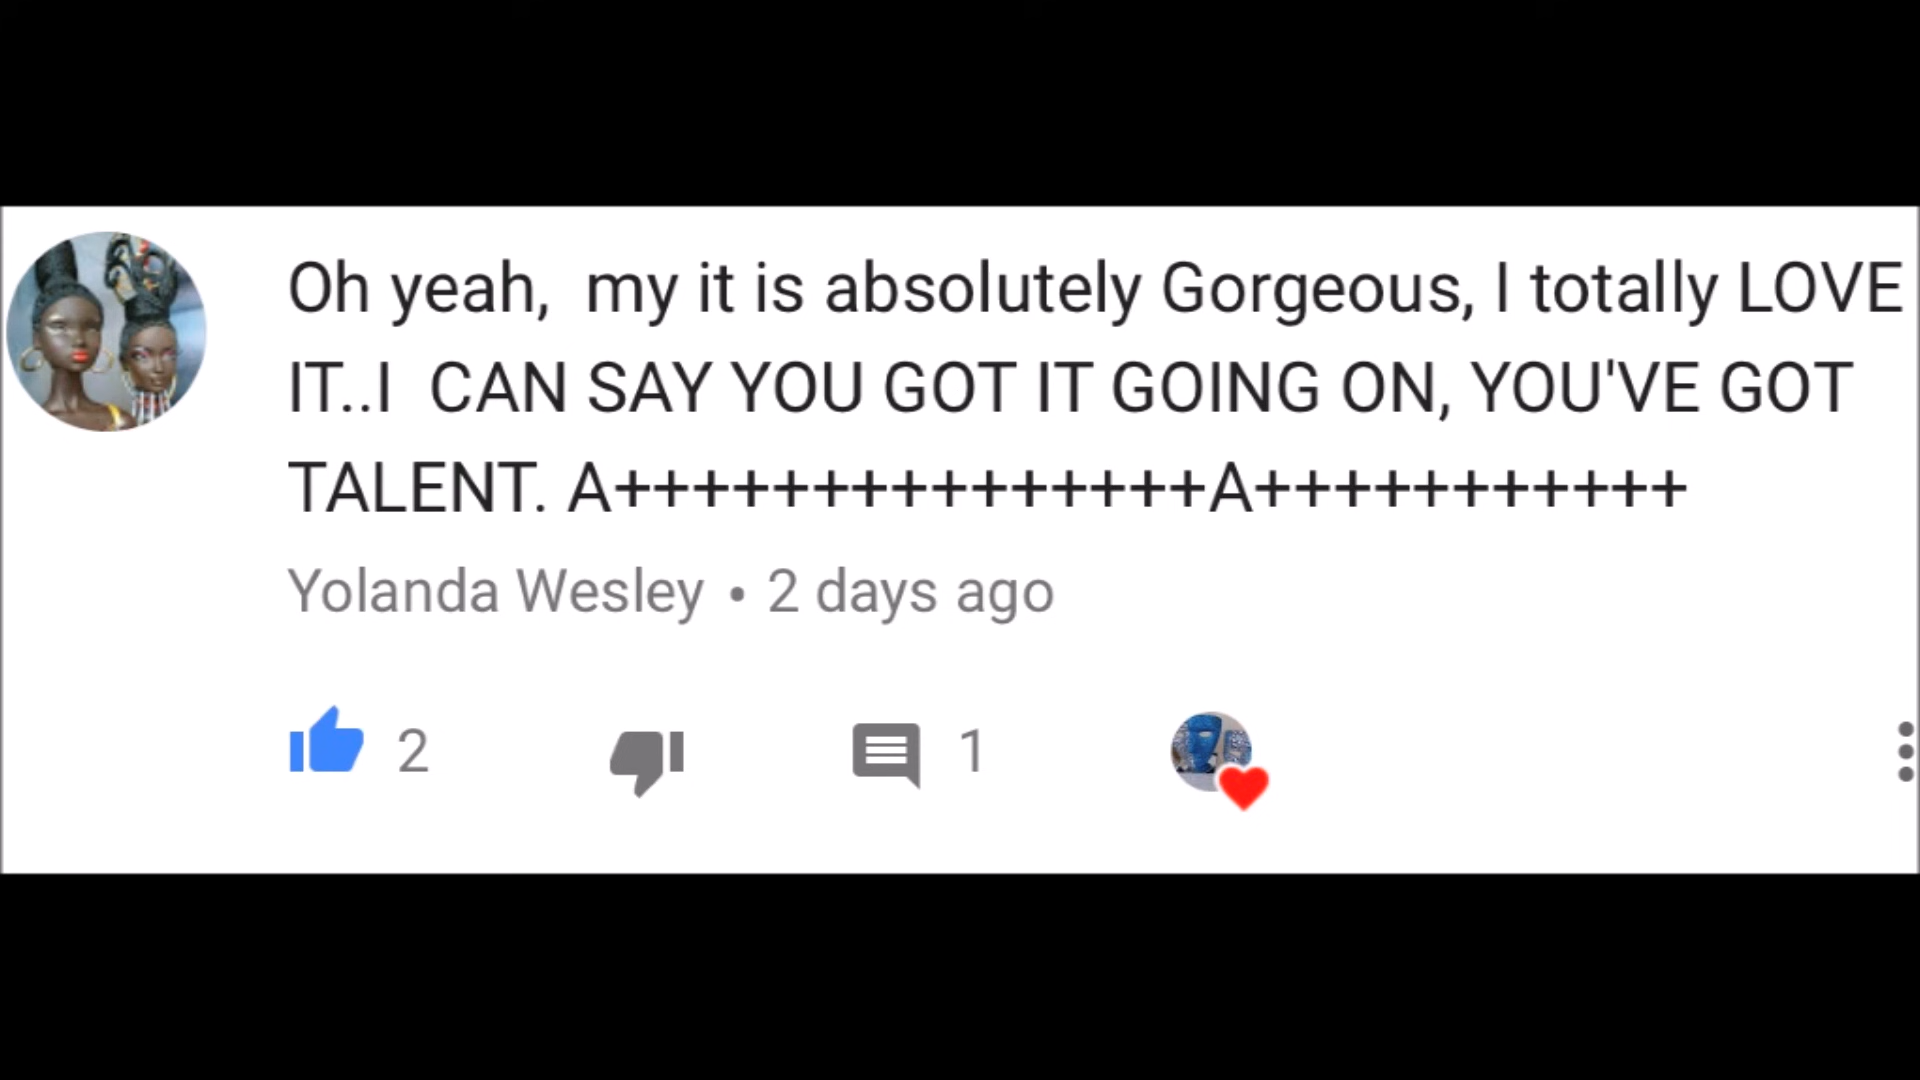 Oh yeah,  my it is absolutely Gorgeous, I totally LOVE
IT..I  CAN SAY YOU GOT IT GOING ON, YOU'VE GOT
TALENT. A+++++++++++++++A+++++++++++
Yolanda Wesley • 2 days ago
2 1